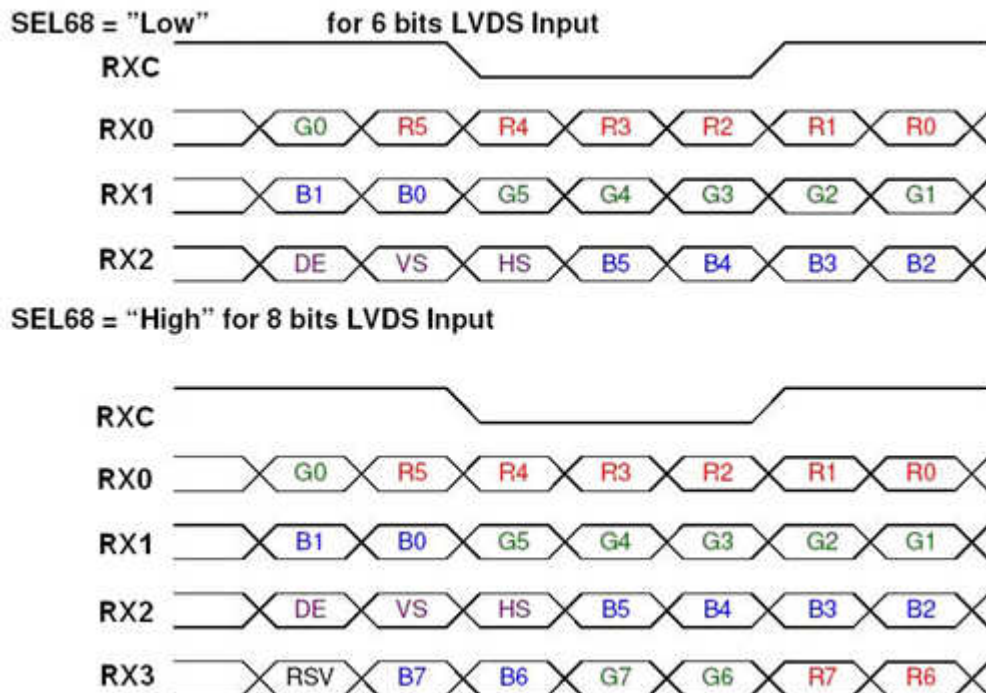 SEL68 = "Low" for 6 bits LVDS Input
RXC
RX0 G0 R5 R4 R3 R2 R1 R0
RX1 B1 B0 G5 G4 G3 G2 G1
RX2 DE VS HS B5 B4 B3 B2
SEL68 = “High” for 8 bits LVDS Input
RXC
RX0 G0 R5 R4 R3 R2 R1 R0
RX1 B1 B0 G5 G4 G3 G2 G1
RX2 DE VS HS B5 B4 B3 B2
RX3 RSV B7 B6 G7 G6 R7 R6